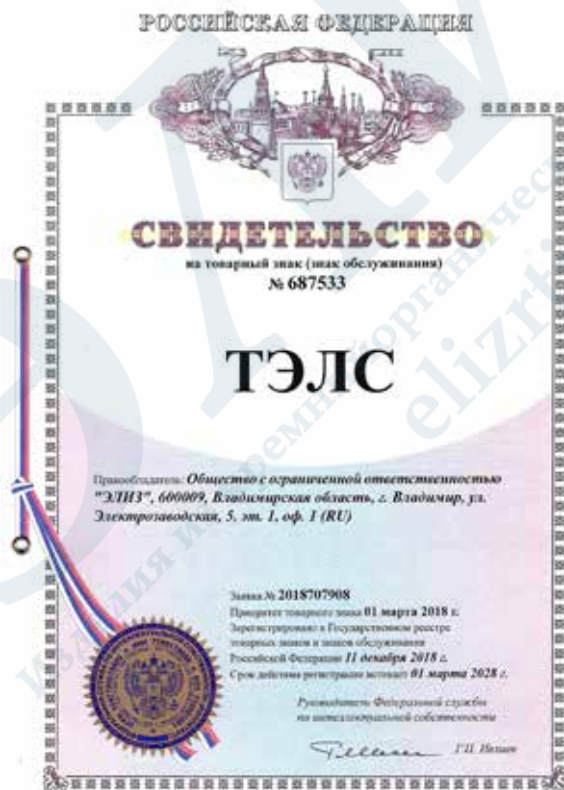 РОССИЙСКАЯ ФЕДЕРАЦИЯ
СВИДЕТЕЛЬСТВО
на товарный знак (знак обслуживания)
№ 687533
ТЭЛС
Правообладатель: Общество с ограниченной ответственностью
"ЭЛИЗ", 600009, Владимирская область, г. Владимир, ул.
Электрозаводская, 5, эт. 1, оф. 1 (RU)
Заявка № 2018707908
Приоритет товарного знака 01 марта 2018 г.
Зарегистрировано в Государственном реестре
товарных знаков и знаков обслуживания
Российской Федерации 11 декабря 2018 г.
Срок действия регистрации истекает 01 марта 2028 г.
Руководитель Федеральной службы
по интеллектуальной собственности
Г.П. Ивлиев